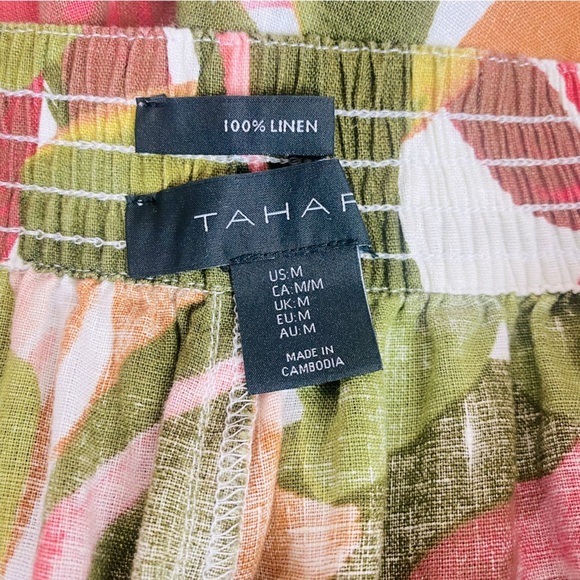 100% LINEN
TAHAR
US:M
CA:M/M
UK:M
EU:M
AU:M
MADE IN
CAMBODIA